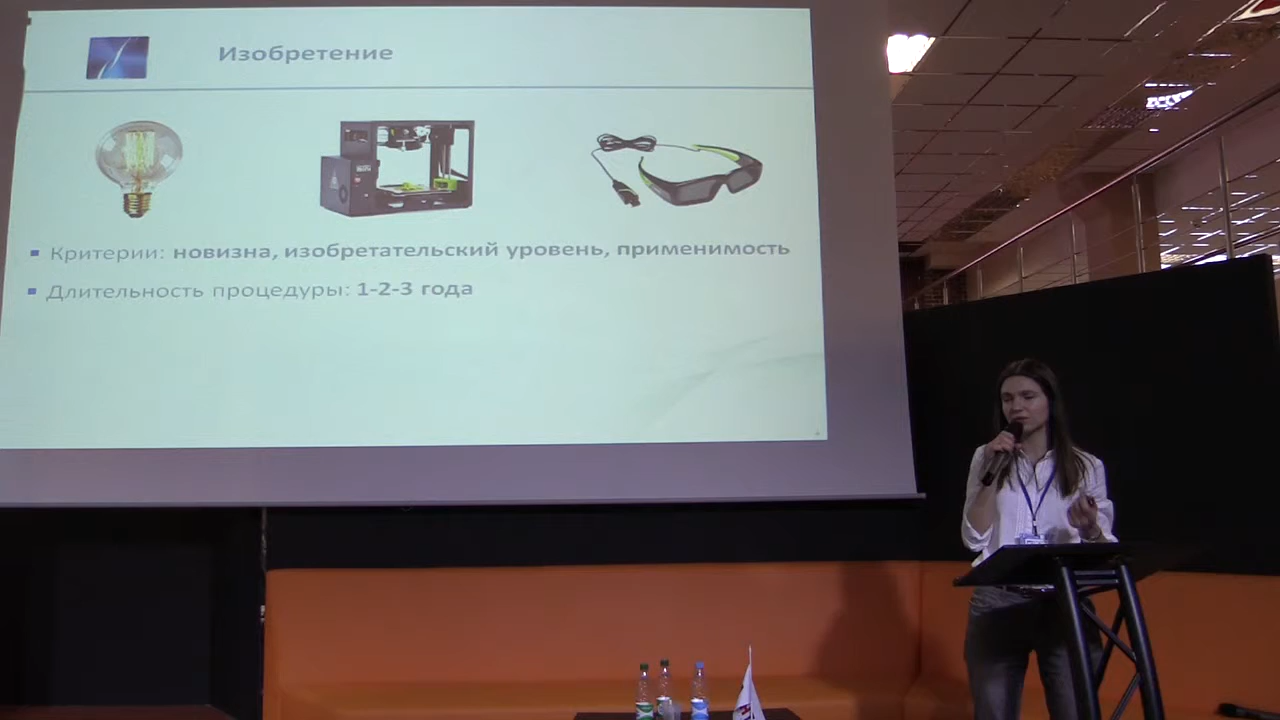 Изобретение
Критерии: новизна, изобретательский уровень, применимость
Длительность процедуры: 1-2-3 года